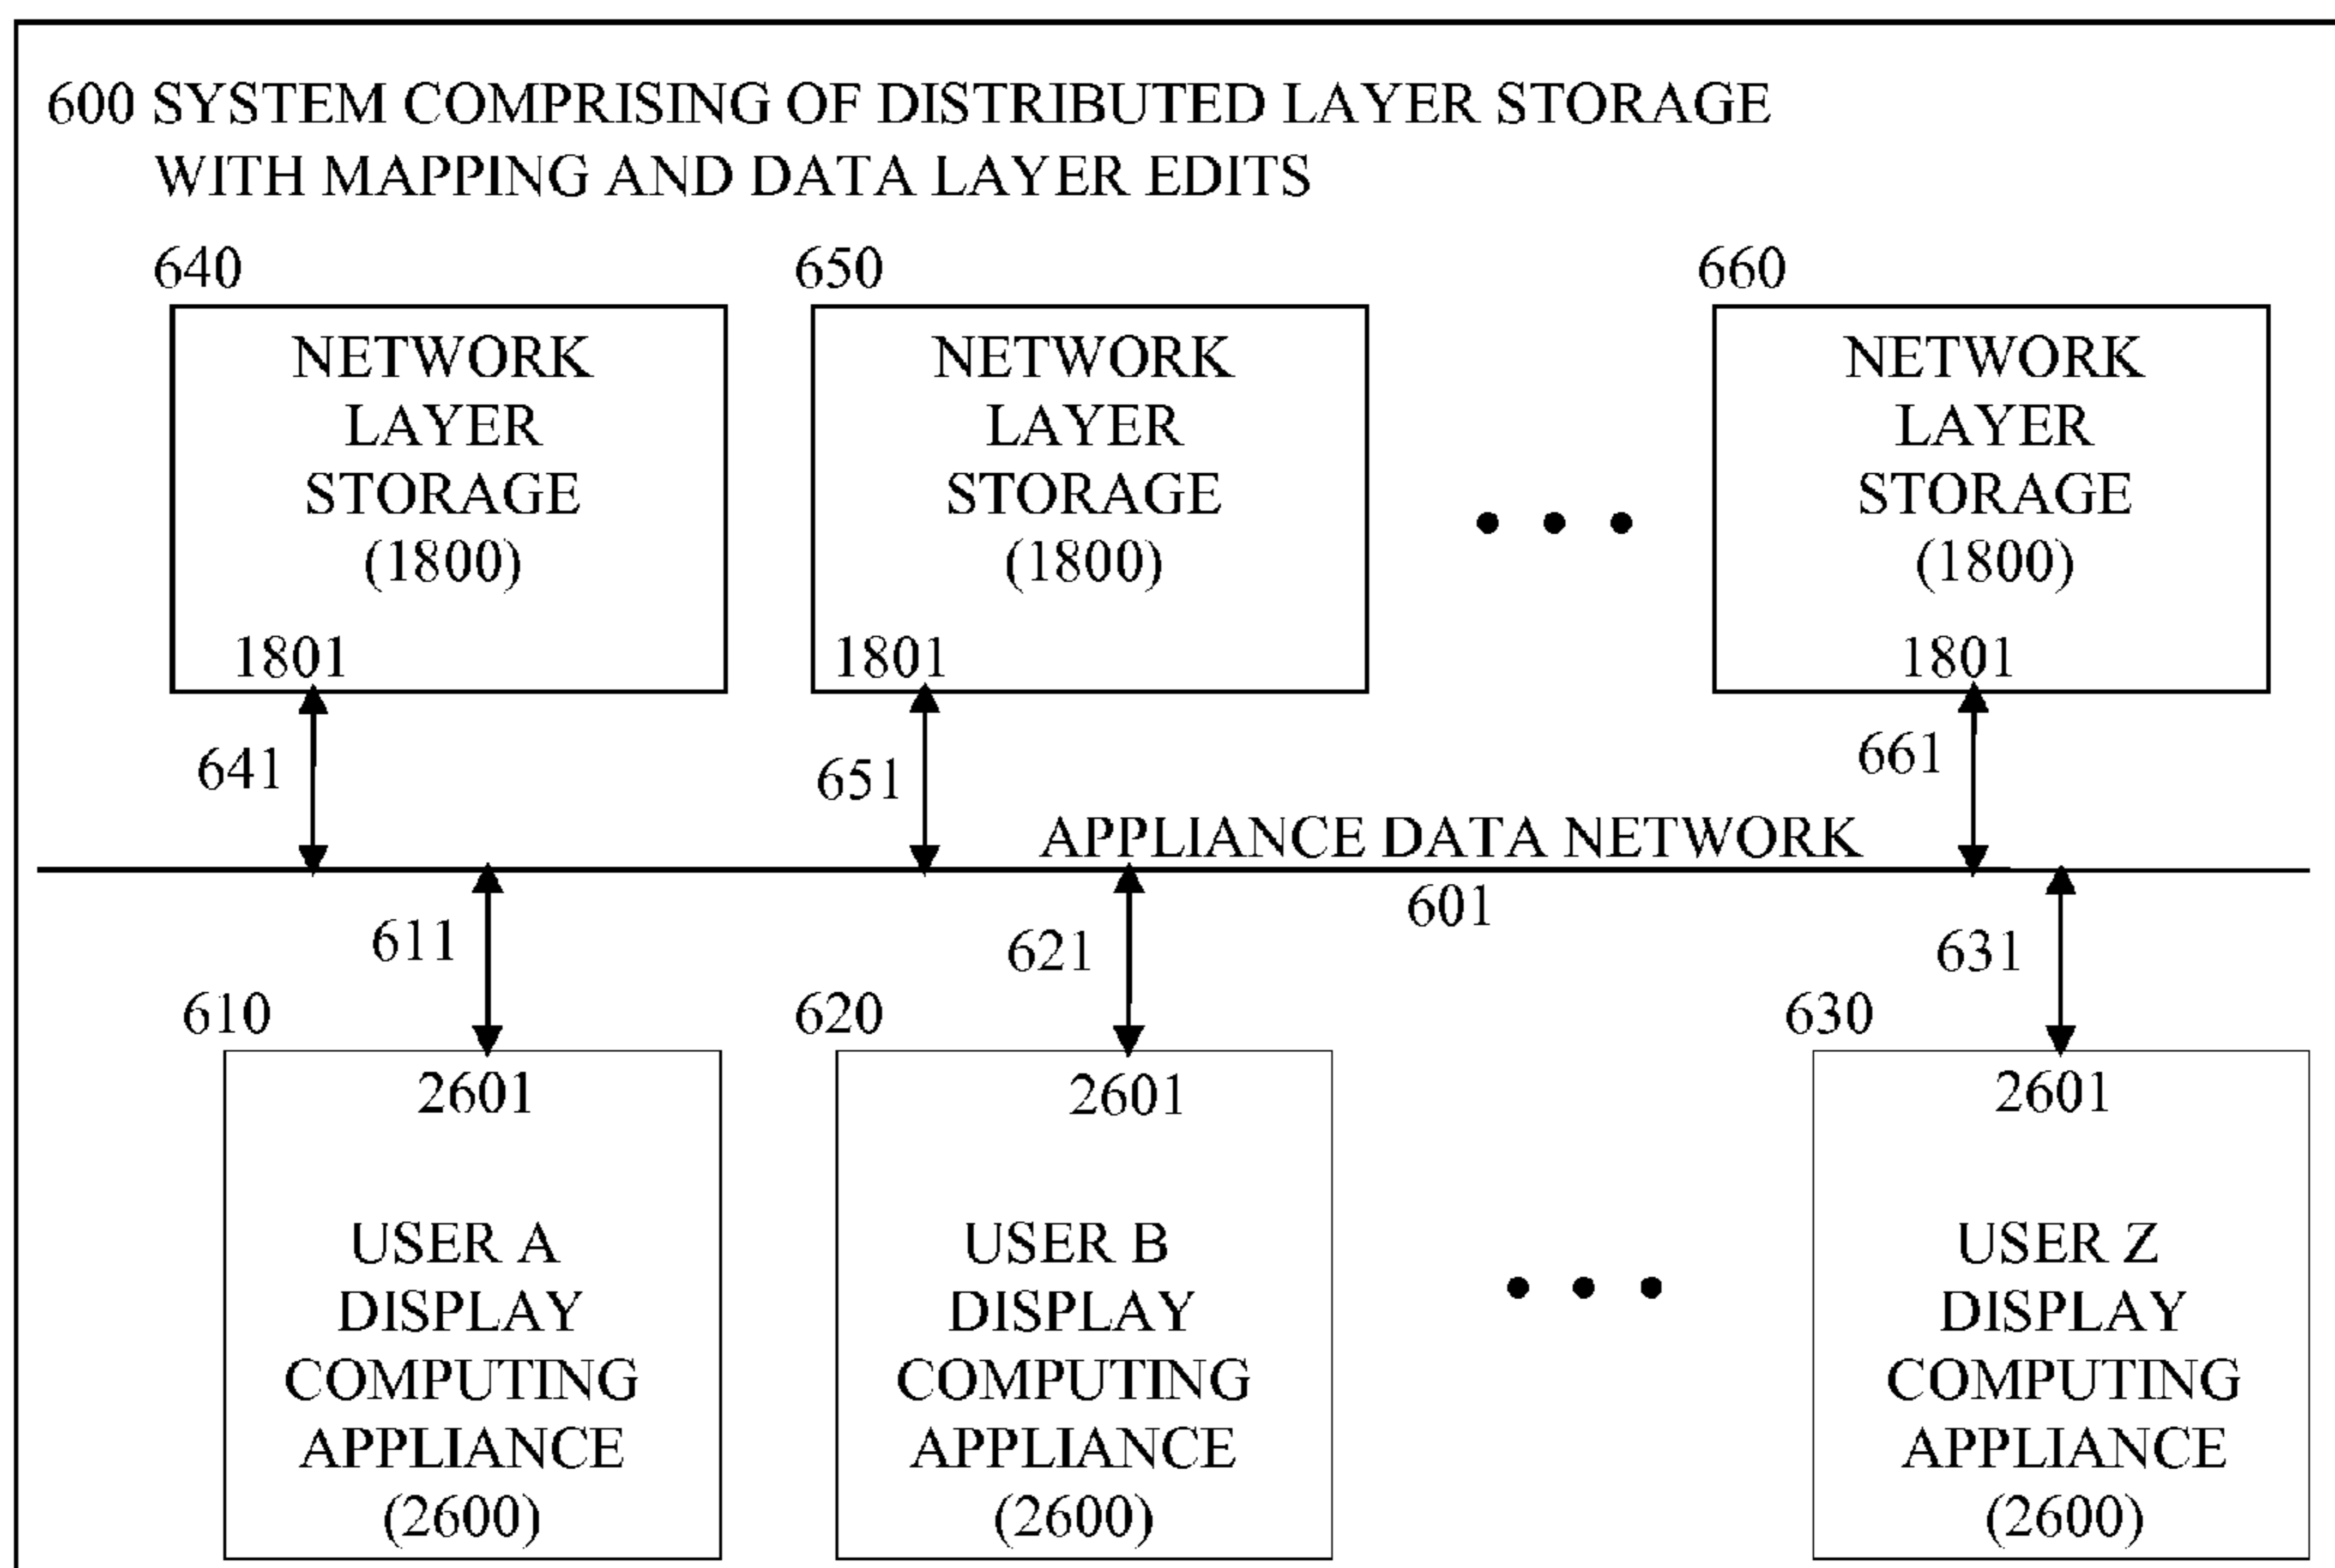 600 SYSTEM COMPRISING OF DISTRIBUTED LAYER STORAGE
WITH MAPPING AND DATA LAYER EDITS
640
650
660
NETWORK
LAYER
STORAGE
(1800)
1801
NETWORK
LAYER
STORAGE
(1800)
1801
NETWORK
LAYER
STORAGE
(1800)
1801
641
651
661
APPLIANCE DATA NETWORK
601
611
621
631
610
620
630
2601
USER A
DISPLAY
COMPUTING
APPLIANCE
(2600)
2601
USER B
DISPLAY
COMPUTING
APPLIANCE
(2600)
2601
USER Z
DISPLAY
COMPUTING
APPLIANCE
(2600)